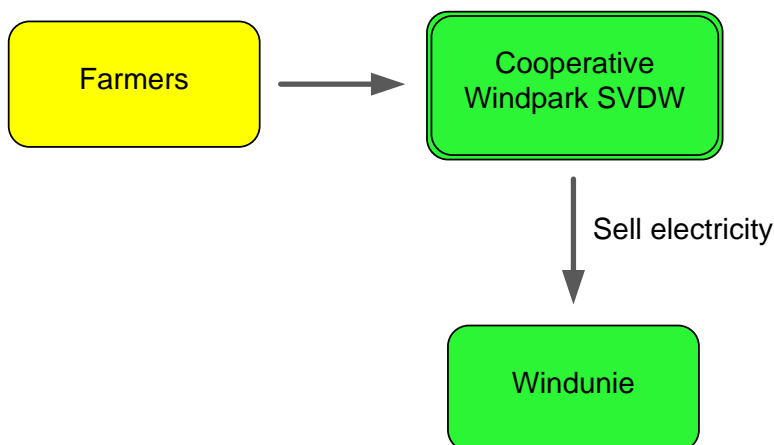 Farmers
Cooperative
Windpark SVDW
Sell electricity
Windunie